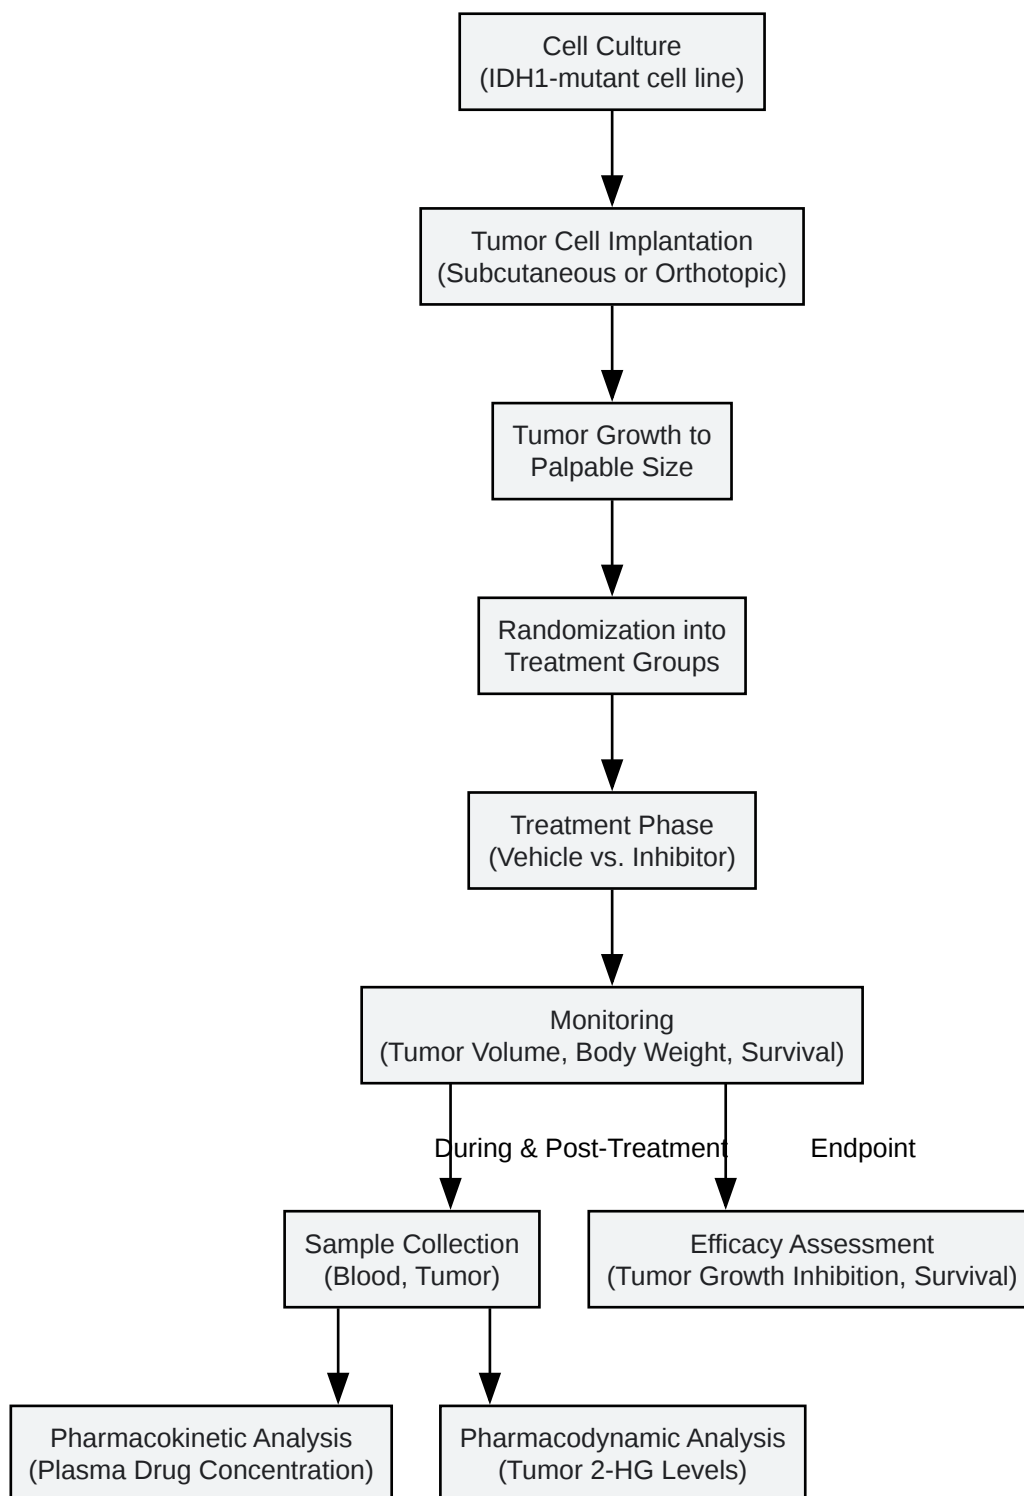 Cell Culture
(IDH1-mutant cell line)
Tumor Cell Implantation
(Subcutaneous or Orthotopic)
Tumor Growth to
Palpable Size
Randomization into
Treatment Groups
Treatment Phase
(Vehicle vs. Inhibitor)
Monitoring
(Tumor Volume, Body Weight, Survival)
During & Post-Treatment
Endpoint
Sample Collection
(Blood, Tumor)
Efficacy Assessment
(Tumor Growth Inhibition, Survival)
Pharmacokinetic Analysis
(Plasma Drug Concentration)
Pharmacodynamic Analysis
(Tumor 2-HG Levels)